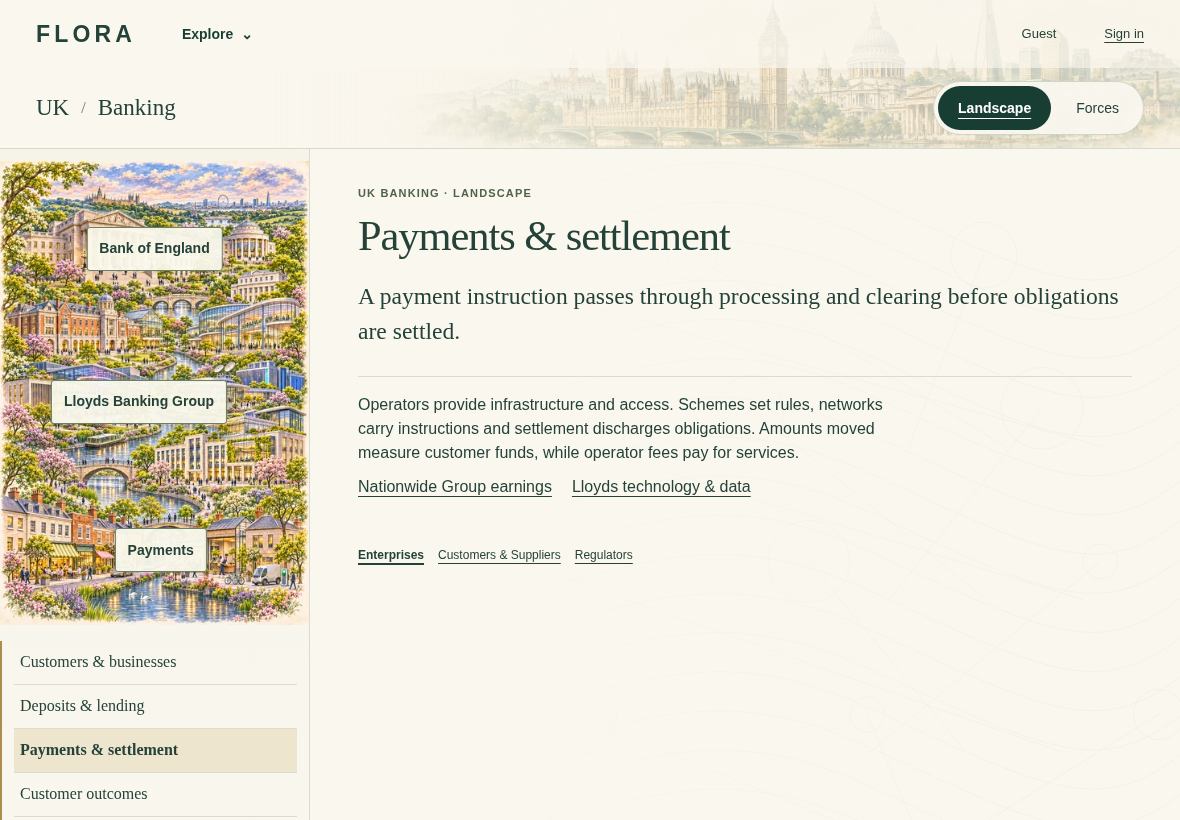 FLORA
Explore
Guest
Sign in
UK / Banking
Landscape
Forces
Bank of England
Lloyds Banking Group
Payments
Customers & businesses
Deposits & lending
Payments & settlement
Customer outcomes
UK BANKING · LANDSCAPE
Payments & settlement
A payment instruction passes through processing and clearing before obligations
are settled.
Operators provide infrastructure and access. Schemes set rules, networks
carry instructions and settlement discharges obligations. Amounts moved
measure customer funds, while operator fees pay for services.
Nationwide Group earnings
Lloyds technology & data
Enterprises
Customers & Suppliers
Regulators